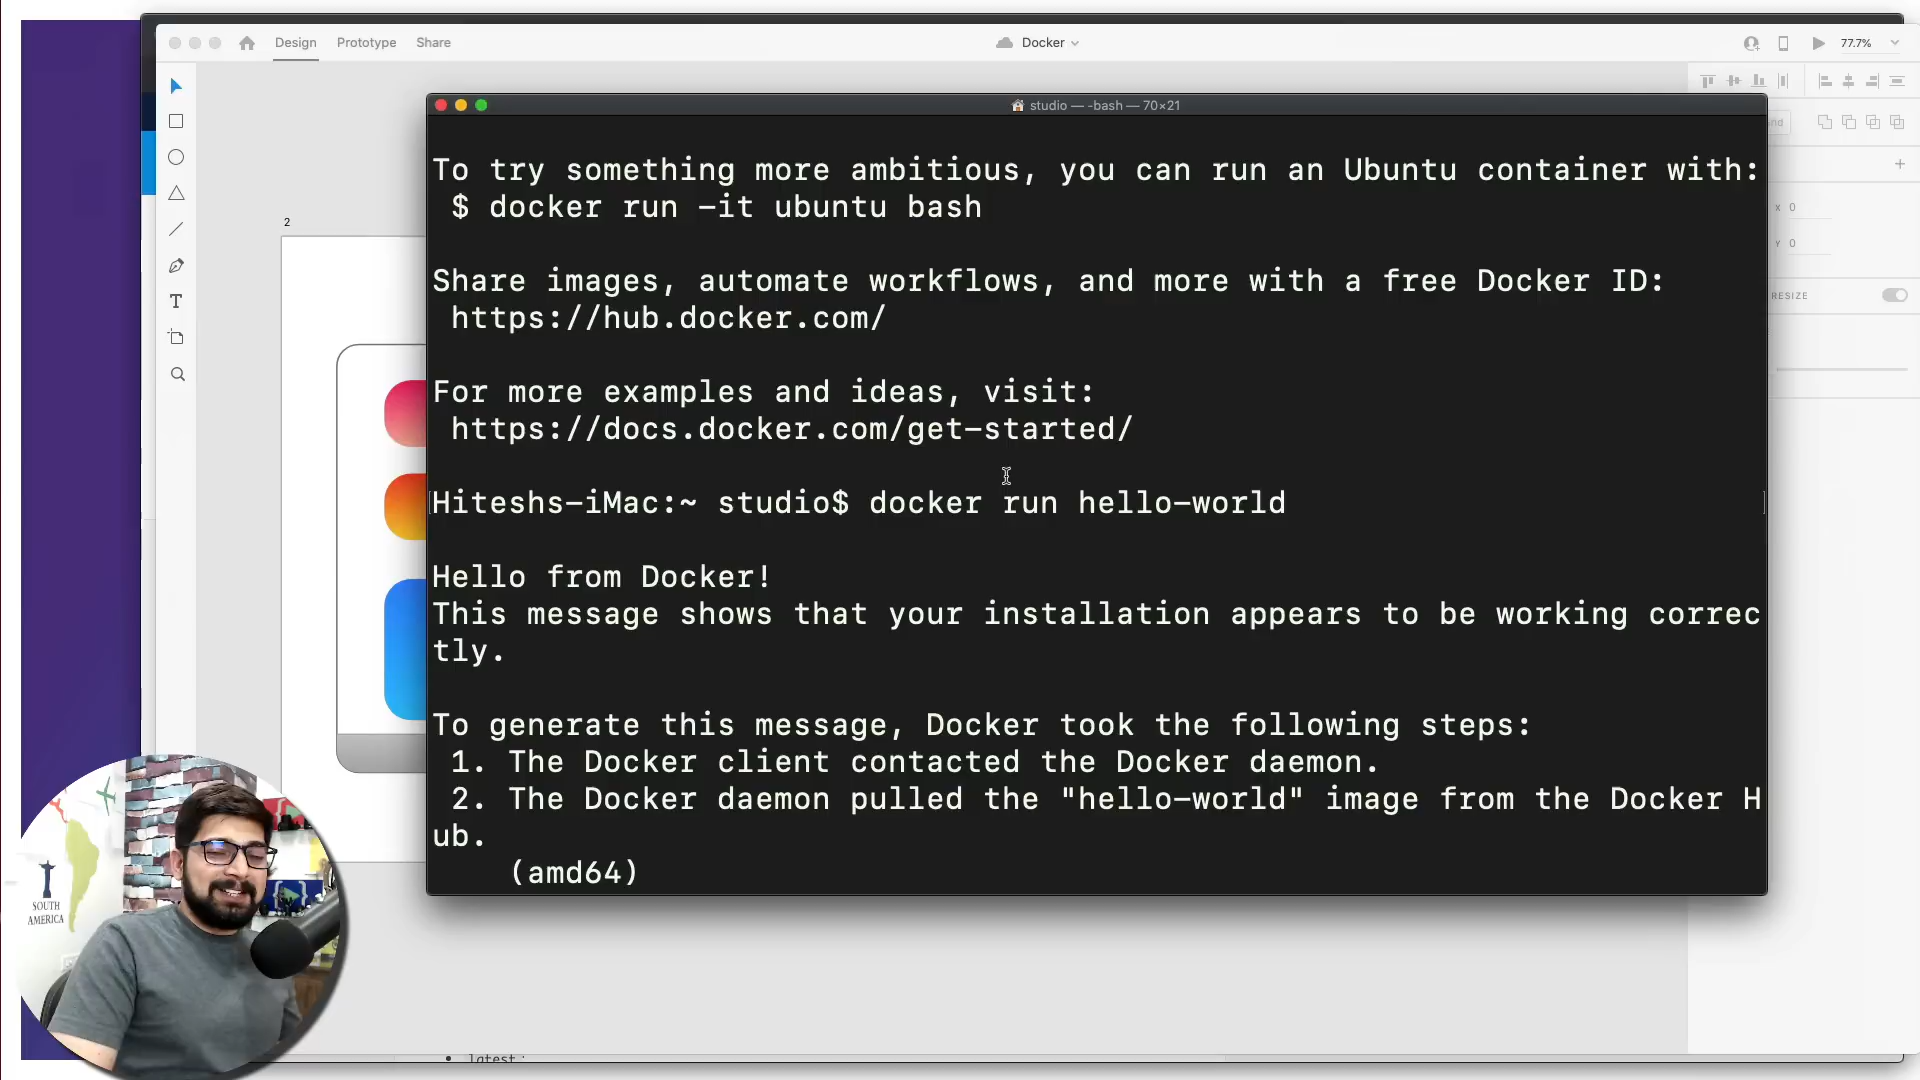 Design Prototype Share
Docker
77.7%
studio — -bash — 70×21
2
To try something more ambitious, you can run an Ubuntu container with:
$ docker run -it ubuntu bash
Share images, automate workflows, and more with a free Docker ID:
https://hub.docker.com/
For more examples and ideas, visit:
https://docs.docker.com/get-started/
Hiteshs-iMac:~ studio$ docker run hello-world
Hello from Docker!
This message shows that your installation appears to be working correc
tly.
To generate this message, Docker took the following steps:
1. The Docker client contacted the Docker daemon.
2. The Docker daemon pulled the "hello-world" image from the Docker H
ub.
(amd64)
X 0
Y 0
RESIZE
SOUTH
AMERICA
latest: